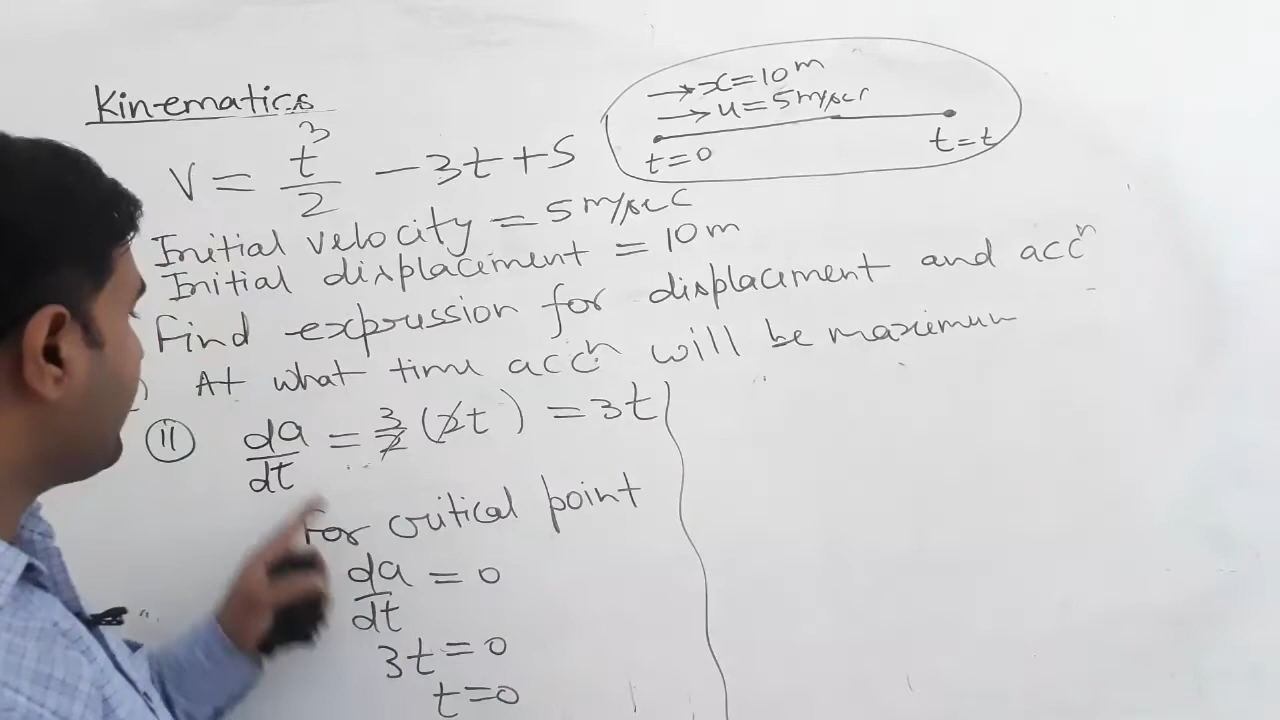 Kinematics
V = t³/2 - 3t + 5
→ x = 10 m
→ u = 5 m/sec
t = 0
t = t
Initial velocity = 5 m/sec
Initial displacement = 10 m
Find expression for displacement and accⁿ
At what time accⁿ will be maximum
(ii) da/dt = 3/2 (2t) = 3t
For critical point
da/dt = 0
3t = 0
t = 0